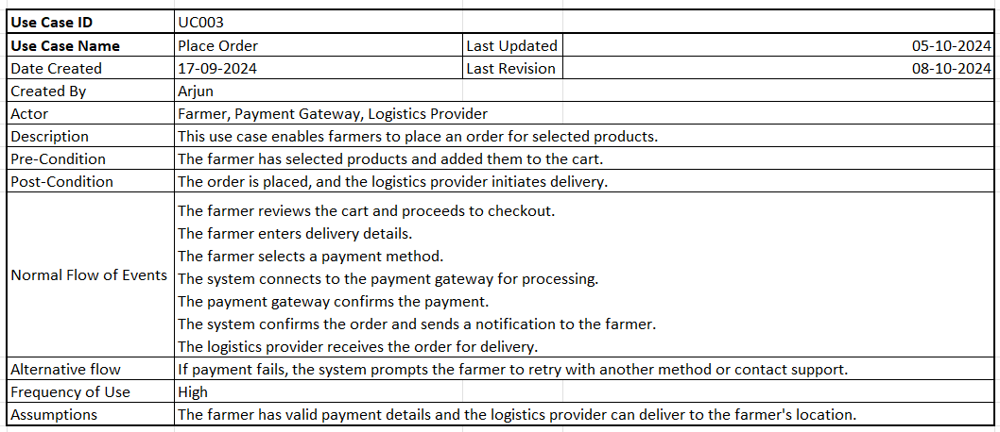 Use Case ID UC003
Use Case Name Place Order Last Updated 05-10-2024
Date Created 17-09-2024 Last Revision 08-10-2024
Created By Arjun
Actor Farmer, Payment Gateway, Logistics Provider
Description This use case enables farmers to place an order for selected products.
Pre-Condition The farmer has selected products and added them to the cart.
Post-Condition The order is placed, and the logistics provider initiates delivery.
Normal Flow of Events
The farmer reviews the cart and proceeds to checkout.
The farmer enters delivery details.
The farmer selects a payment method.
The system connects to the payment gateway for processing.
The payment gateway confirms the payment.
The system confirms the order and sends a notification to the farmer.
The logistics provider receives the order for delivery.
Alternative flow If payment fails, the system prompts the farmer to retry with another method or contact support.
Frequency of Use High
Assumptions The farmer has valid payment details and the logistics provider can deliver to the farmer's location.